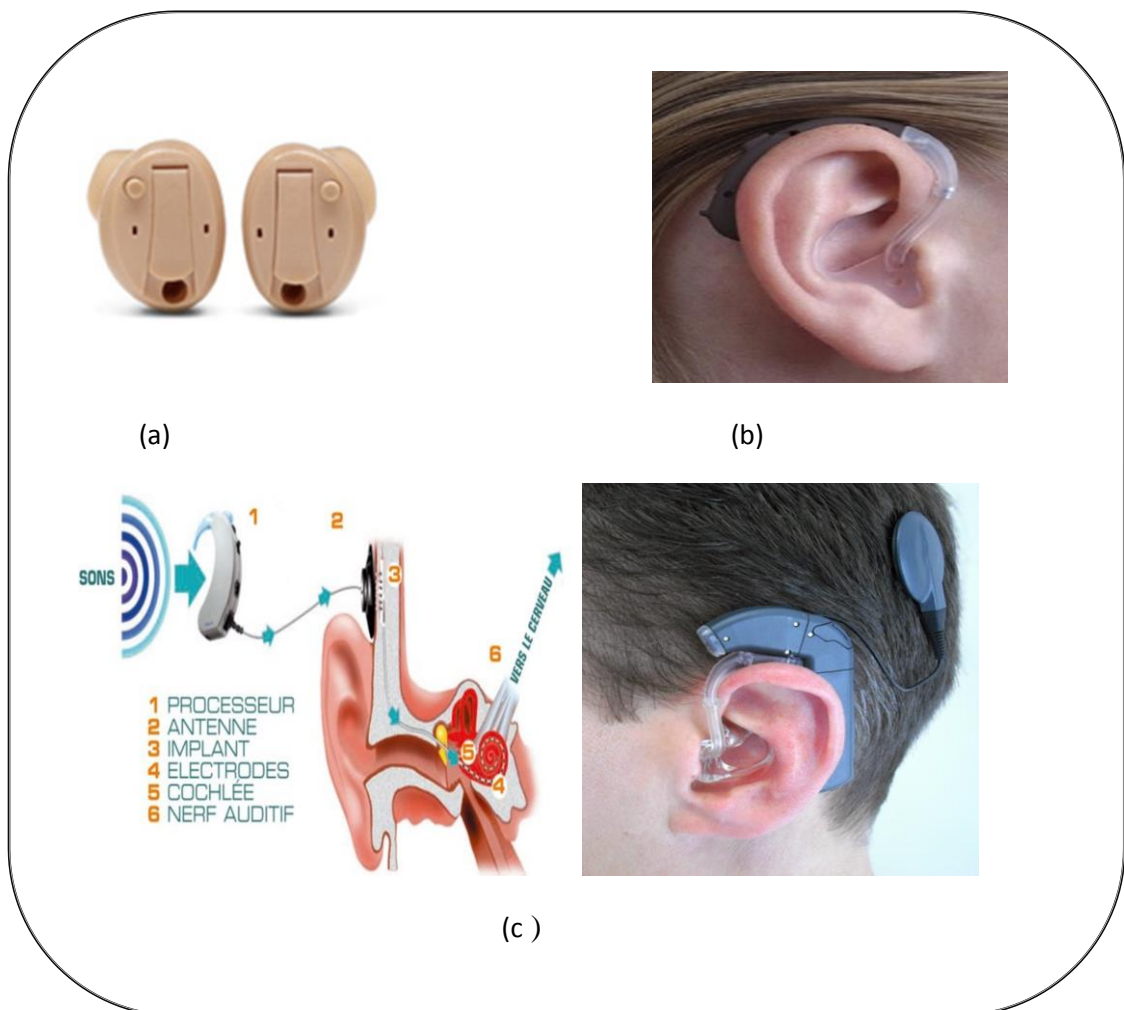 (a)
(b)
1
2
3
SONS
6
VERS LE CERVEAU
5
4
1 PROCESSEUR
2 ANTENNE
3 IMPLANT
4 ELECTRODES
5 COCHLÉE
6 NERF AUDITIF
(c )